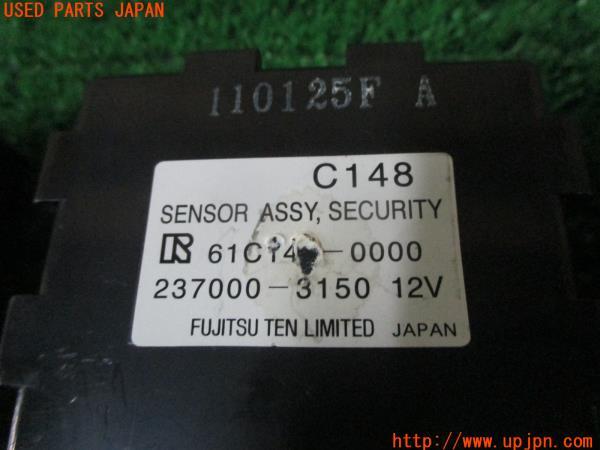 USED PARTS JAPAN
110125F A
C148
SENSOR ASSY, SECURITY
R 61C14 -0000
237000-3150 12V
FUJITSU TEN LIMITED JAPAN
http://www.upjpn.com/